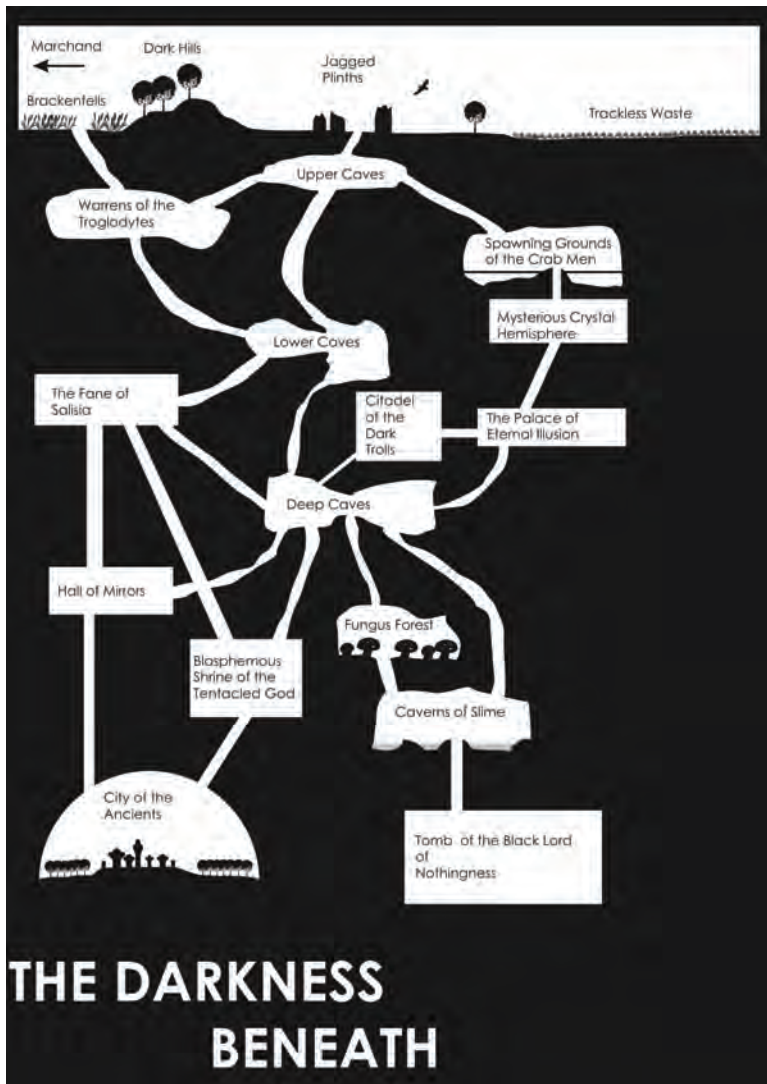 Marchand
Dark Hills
Jagged
Plinths
Brackenfells
Trackless Waste
Upper Caves
Warrens of the
Troglodytes
Spawning Grounds
of the Crab Men
Mysterious Crystal
Hemisphere
Lower Caves
The Fane of
Salisia
Citadel
of the
Dark
Trolls
The Palace of
Eternal Illusion
Deep Caves
Hall of Mirrors
Fungus Forest
Blasphemous
Shrine of the
Tentacled God
Caverns of Slime
City of the
Ancients
Tomb of the Black Lord
of
Nothingness
THE DARKNESS
BENEATH